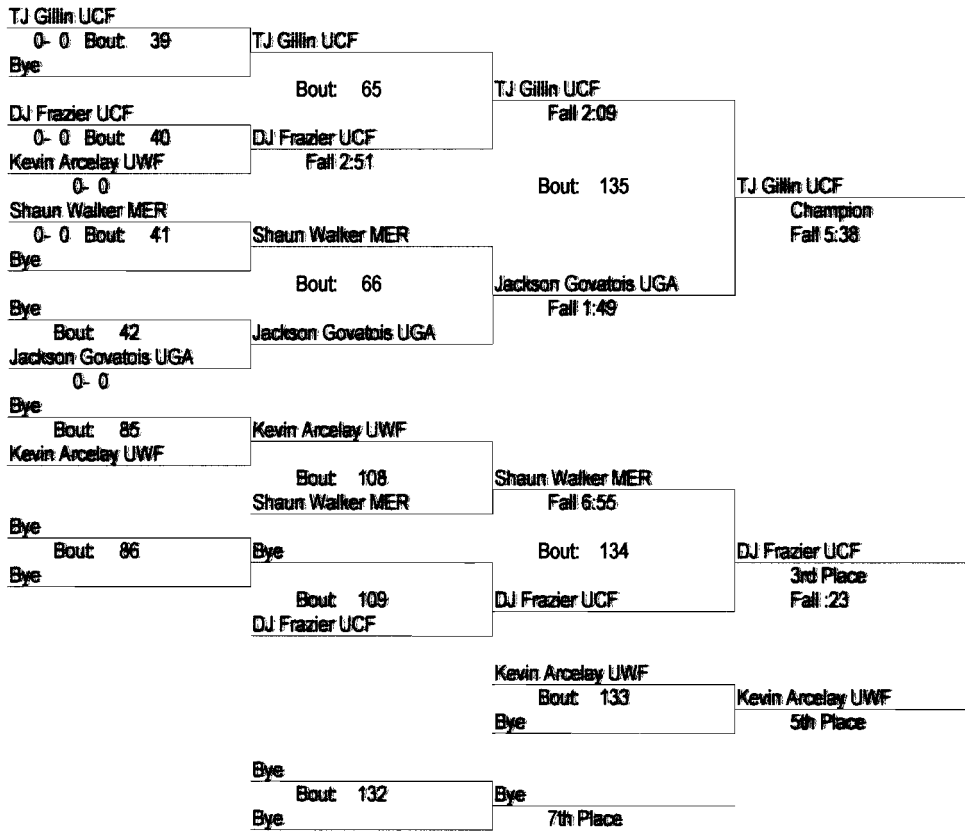 TJ Gillin UCF
0- 0 Bout: 39 TJ Gillin UCF
Bye
Bout: 65 TJ Gillin UCF
DJ Frazier UCF Fall 2:09
0- 0 Bout: 40 DJ Frazier UCF
Kevin Arcelay UWF Fall 2:51
0- 0 Bout: 135 TJ Gillin UCF
Shaun Walker MER Champion
0- 0 Bout: 41 Shaun Walker MER Fall 5:38
Bye
Bout: 66 Jackson Govatois UGA
Bye Fall 1:49
Bout: 42 Jackson Govatois UGA
Jackson Govatois UGA
0- 0
Bye
Bout: 85 Kevin Arcelay UWF
Kevin Arcelay UWF
Bout: 108 Shaun Walker MER
Shaun Walker MER Fall 6:55
Bye
Bout: 86 Bye Bout: 134 DJ Frazier UCF
Bye 3rd Place
Bout: 109 DJ Frazier UCF Fall :23
DJ Frazier UCF
Kevin Arcelay UWF
Bout: 133 Kevin Arcelay UWF
Bye 5th Place
Bye
Bout: 132 Bye
Bye 7th Place